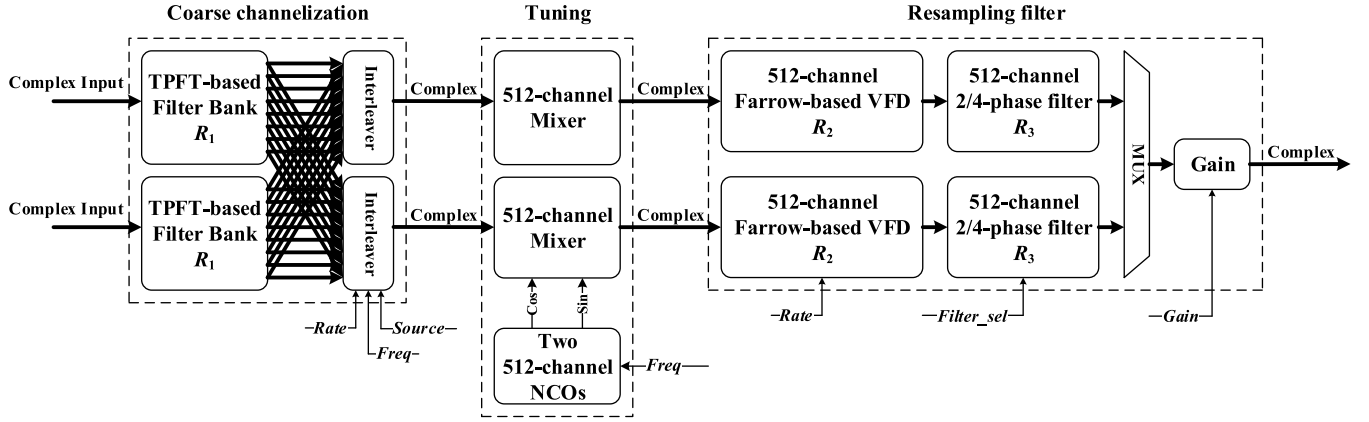 Coarse channelization
Tuning
Resampling filter
Complex Input
TPFT-based
Filter Bank
R1
Interleaver
Complex
512-channel
Mixer
Complex
512-channel
Farrow-based VFD
R2
512-channel
2/4-phase filter
R3
MUX
Gain
Complex
Complex Input
TPFT-based
Filter Bank
R1
Interleaver
Complex
512-channel
Mixer
Complex
512-channel
Farrow-based VFD
R2
512-channel
2/4-phase filter
R3
Rate
Source
Freq
Cos
Sin
Two
512-channel
NCOs
Freq
Rate
Filter_sel
Gain